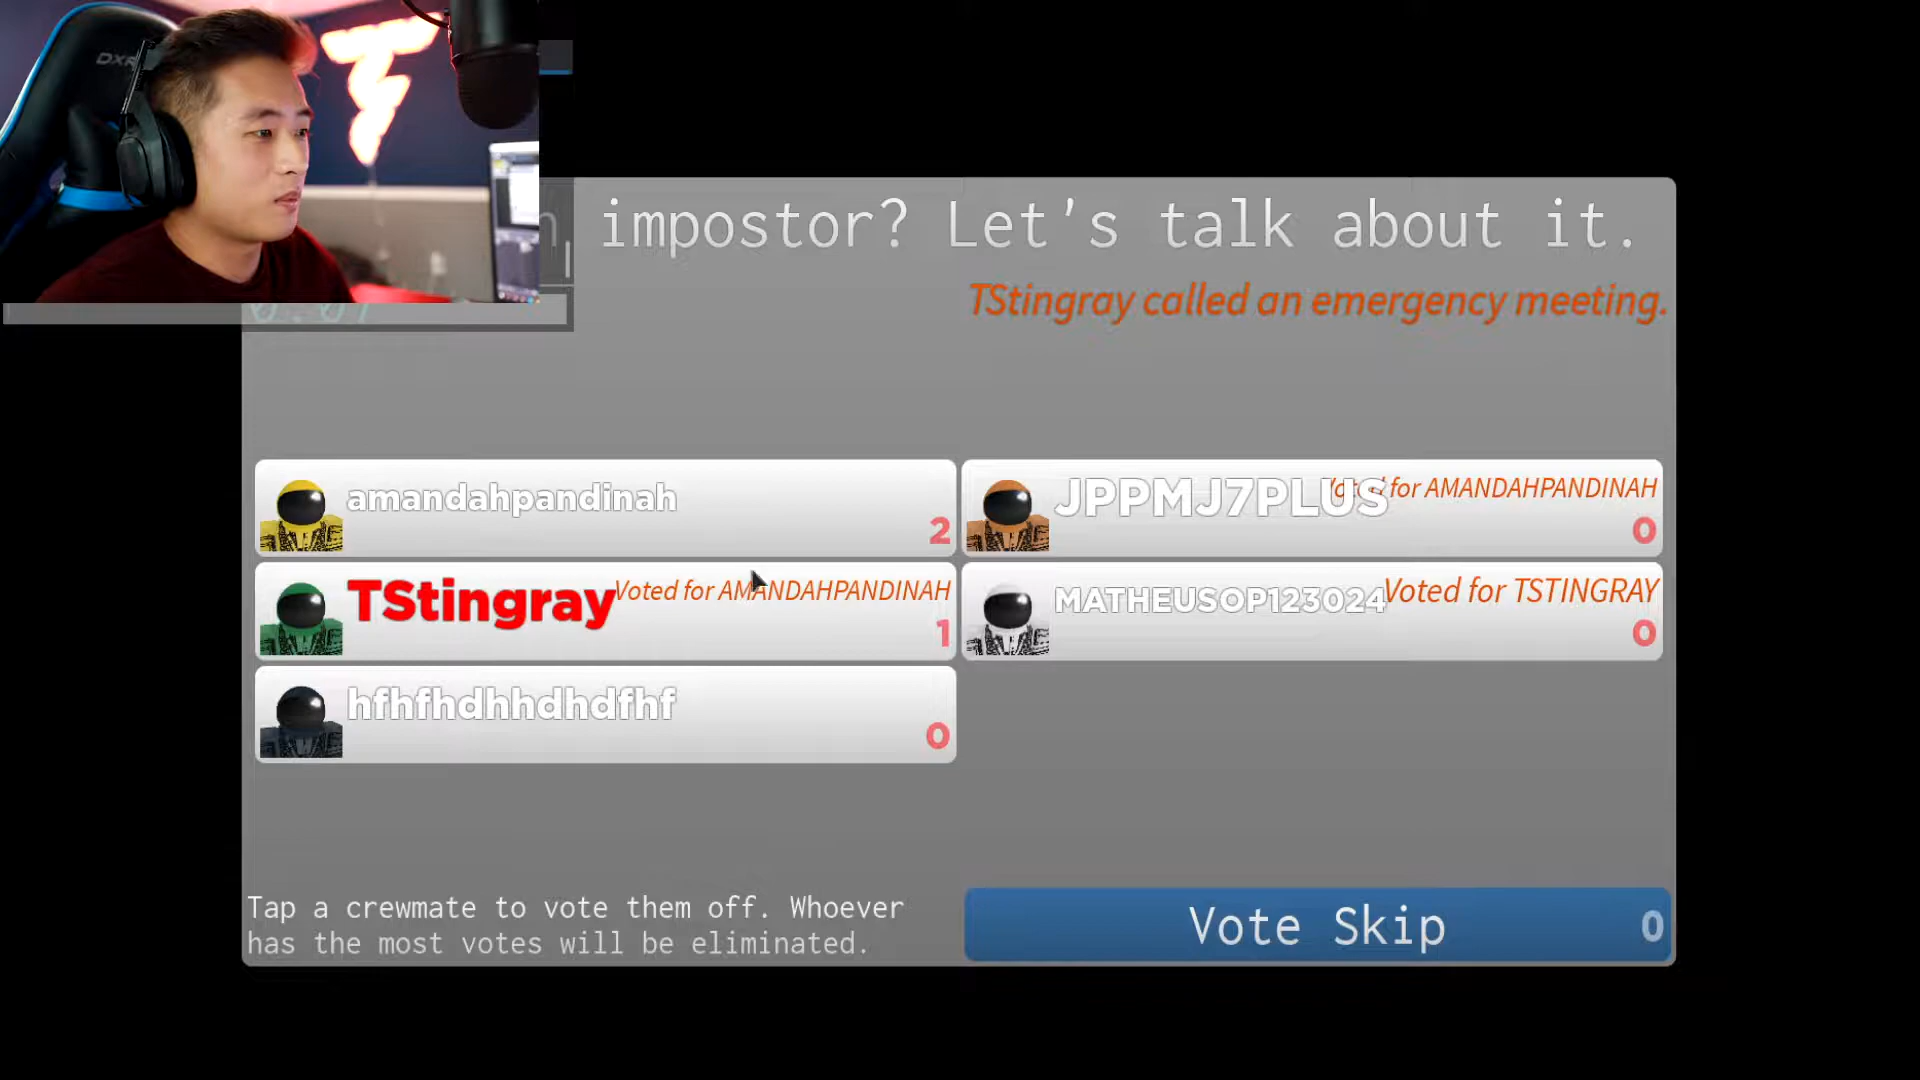 DXR
impostor? Let's talk about it.
TStingray called an emergency meeting.
amandahpandinah
2
JPPMJ7PLUS
for AMANDAHPANDINAH
0
TStingray
Voted for AMANDAHPANDINAH
1
MATHEUSOP123024
Voted for TSTINGRAY
0
hfhfhdhhdhdfhf
0
Tap a crewmate to vote them off. Whoever
has the most votes will be eliminated.
Vote Skip
0